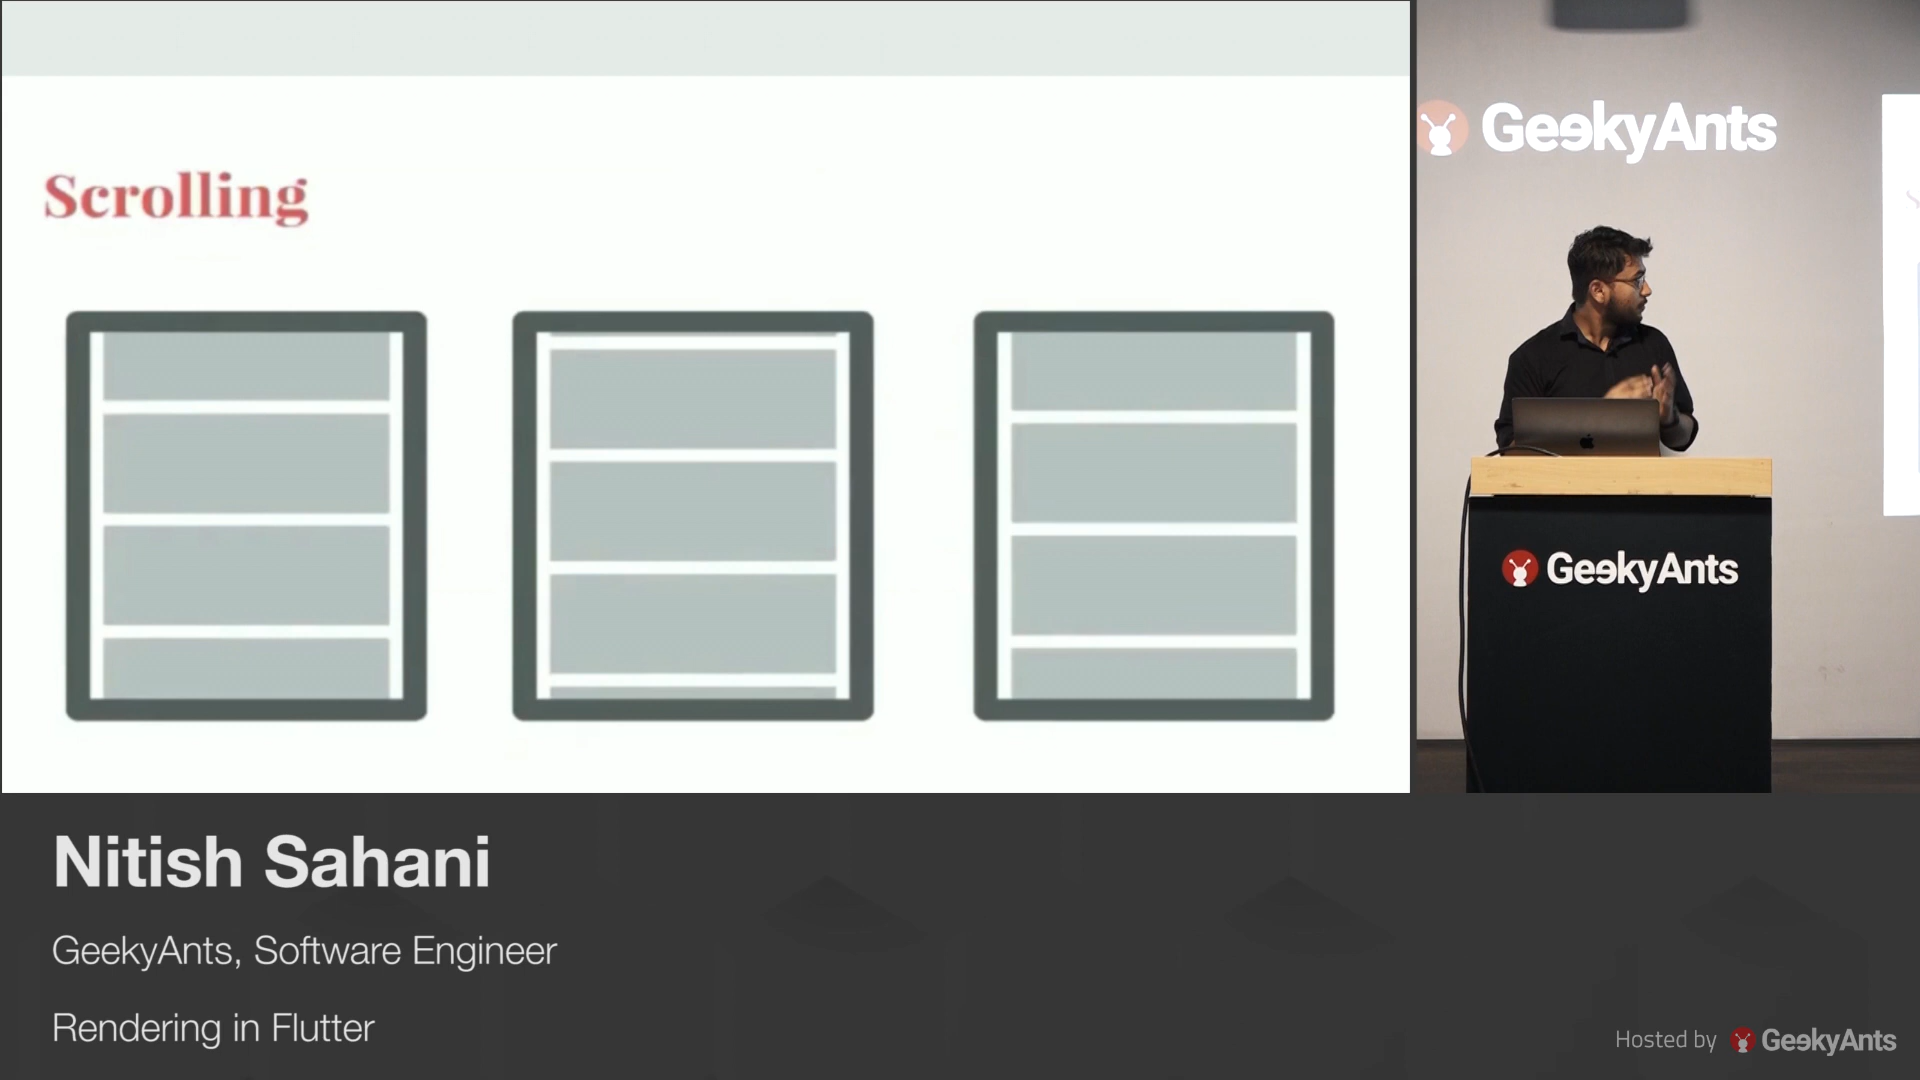 Scrolling
GeekyAnts
GeekyAnts
Nitish Sahani
GeekyAnts, Software Engineer
Rendering in Flutter
Hosted by GeekyAnts